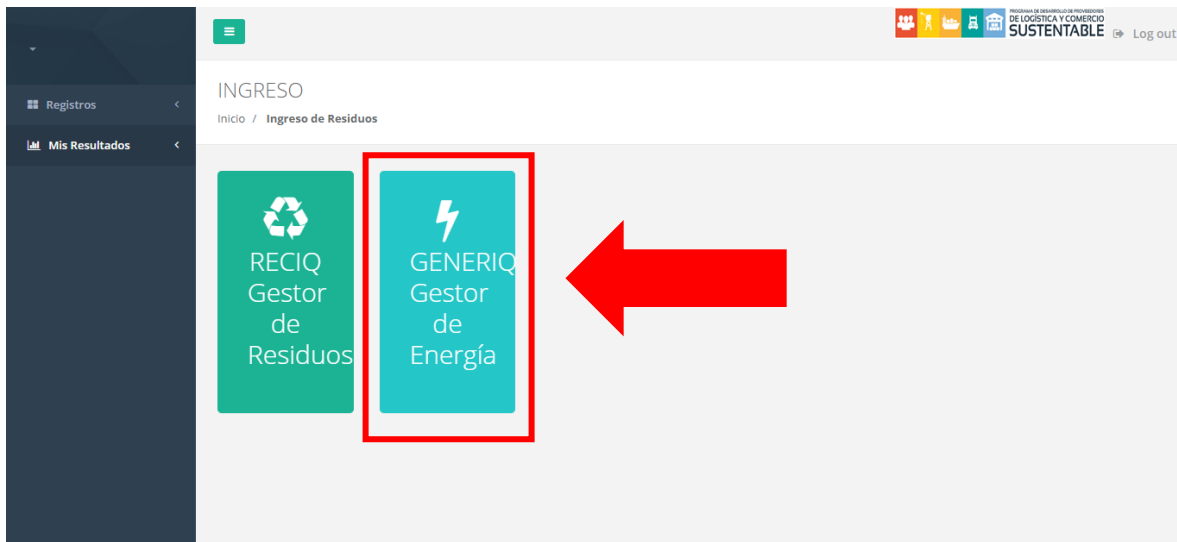 PROGRAMA DE DESARROLLO DE PROVEEDORES
DE LOGÍSTICA Y COMERCIO
SUSTENTABLE
Log out
Registros
Mis Resultados
INGRESO
Inicio / Ingreso de Residuos
RECIQ
Gestor
de
Residuos
GENERIQ
Gestor
de
Energía